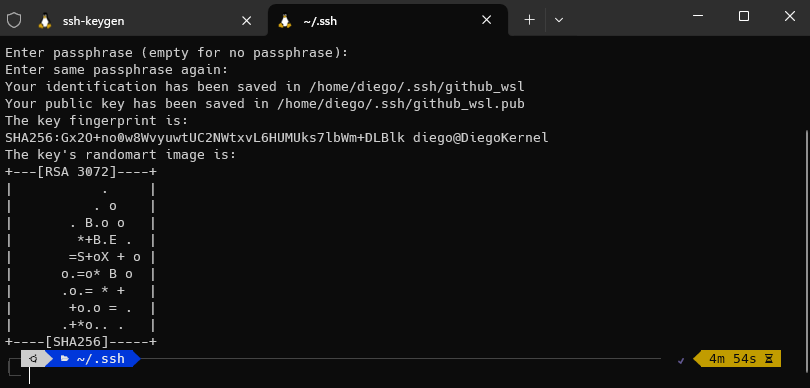 ssh-keygen
~/.ssh
Enter passphrase (empty for no passphrase):
Enter same passphrase again:
Your identification has been saved in /home/diego/.ssh/github_wsl
Your public key has been saved in /home/diego/.ssh/github_wsl.pub
The key fingerprint is:
SHA256:Gx2O+no0w8WvyuwtUC2NWtxvL6HUMUks7lbWm+DLBlk diego@DiegoKernel
The key's randomart image is:
+---[RSA 3072]----+
|           .     |
|          . o    |
|       . B.o o   |
|        *+B.E .  |
|       =S+oX + o |
|      o.=o* B o  |
|      .o.= * +   |
|       +o.o = .  |
|      .+*o.. .   |
+----[SHA256]-----+
~/.ssh
4m 54s